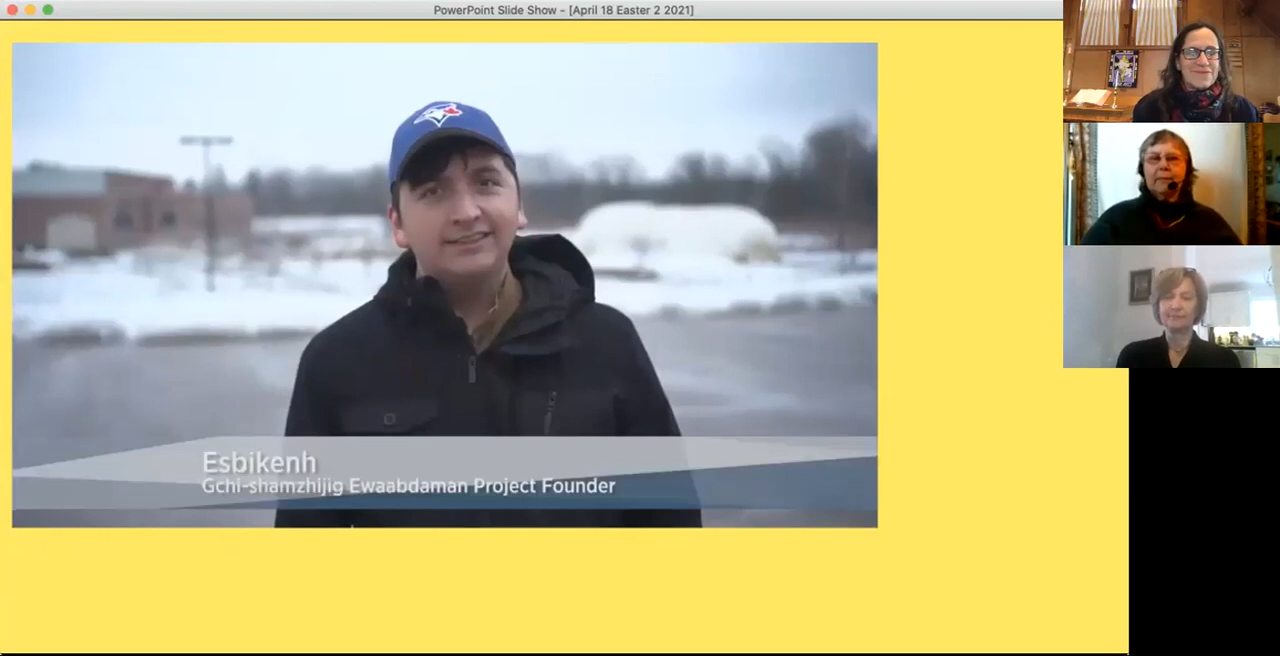 PowerPoint Slide Show - [April 18 Easter 2 2021]
Esbikenh
Gchi-shamzhijig Ewaabdaman Project Founder